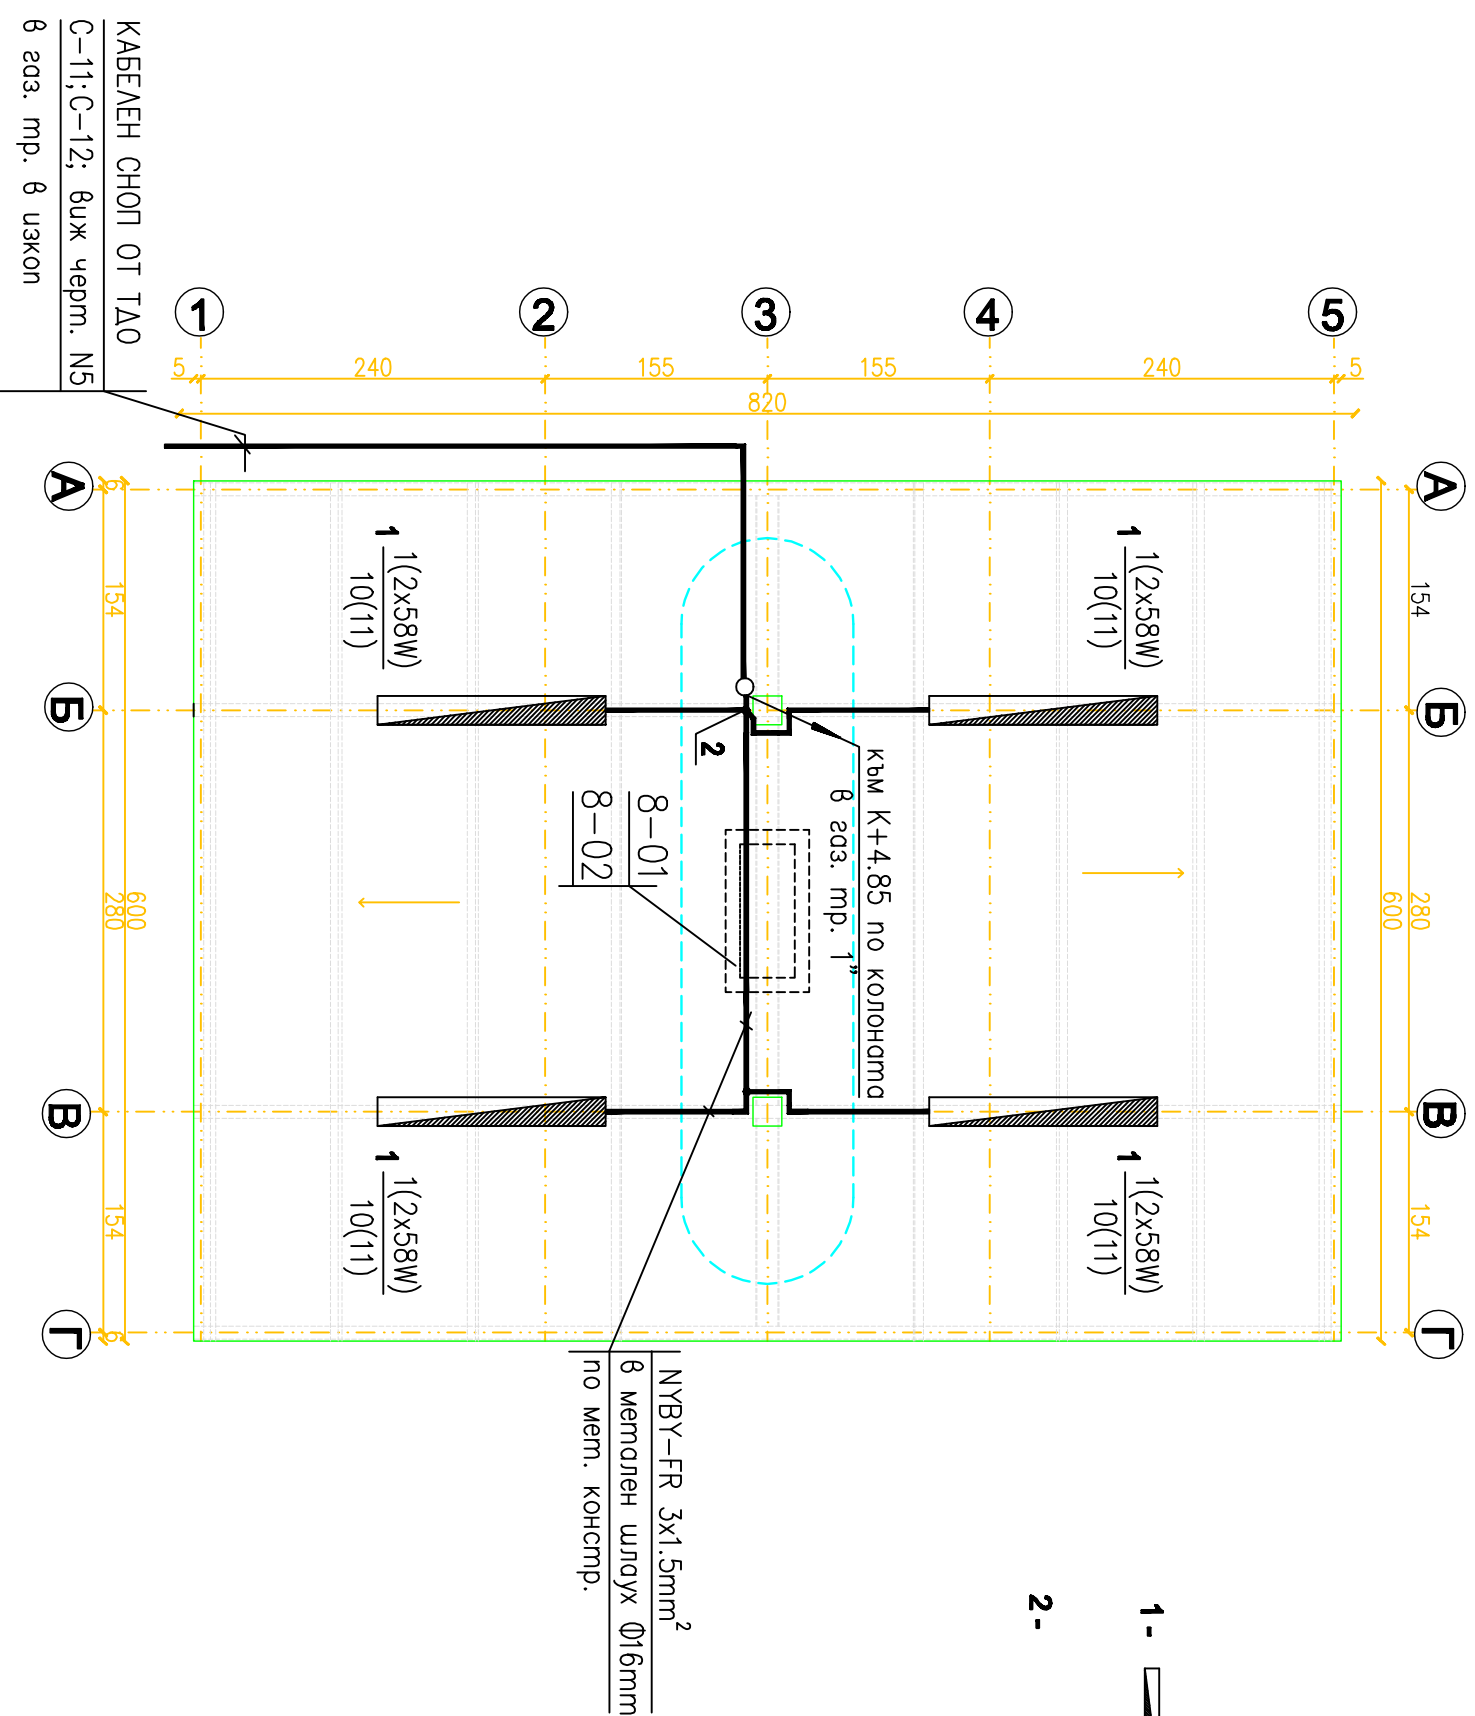 КАБЕЛЕН СНОП ОТ ТДО
С-11;С-12; виж черт. N5
в газ. тр. в изкоп
1
2
3
4
5
5
240
155
155
240
5
820
А
Б
В
Г
6
154
280
154
6
600
А
Б
В
Г
154
280
154
600
1 1(2x58W)
10(11)
1 1(2x58W)
10(11)
1 1(2x58W)
10(11)
1 1(2x58W)
10(11)
2
8-01
8-02
към К+4.85 по колоната
в газ. тр. 1"
NYBY-FR 3x1.5mm²
в метален шлаух Ф16mm
по мет. констр.
1-
2-